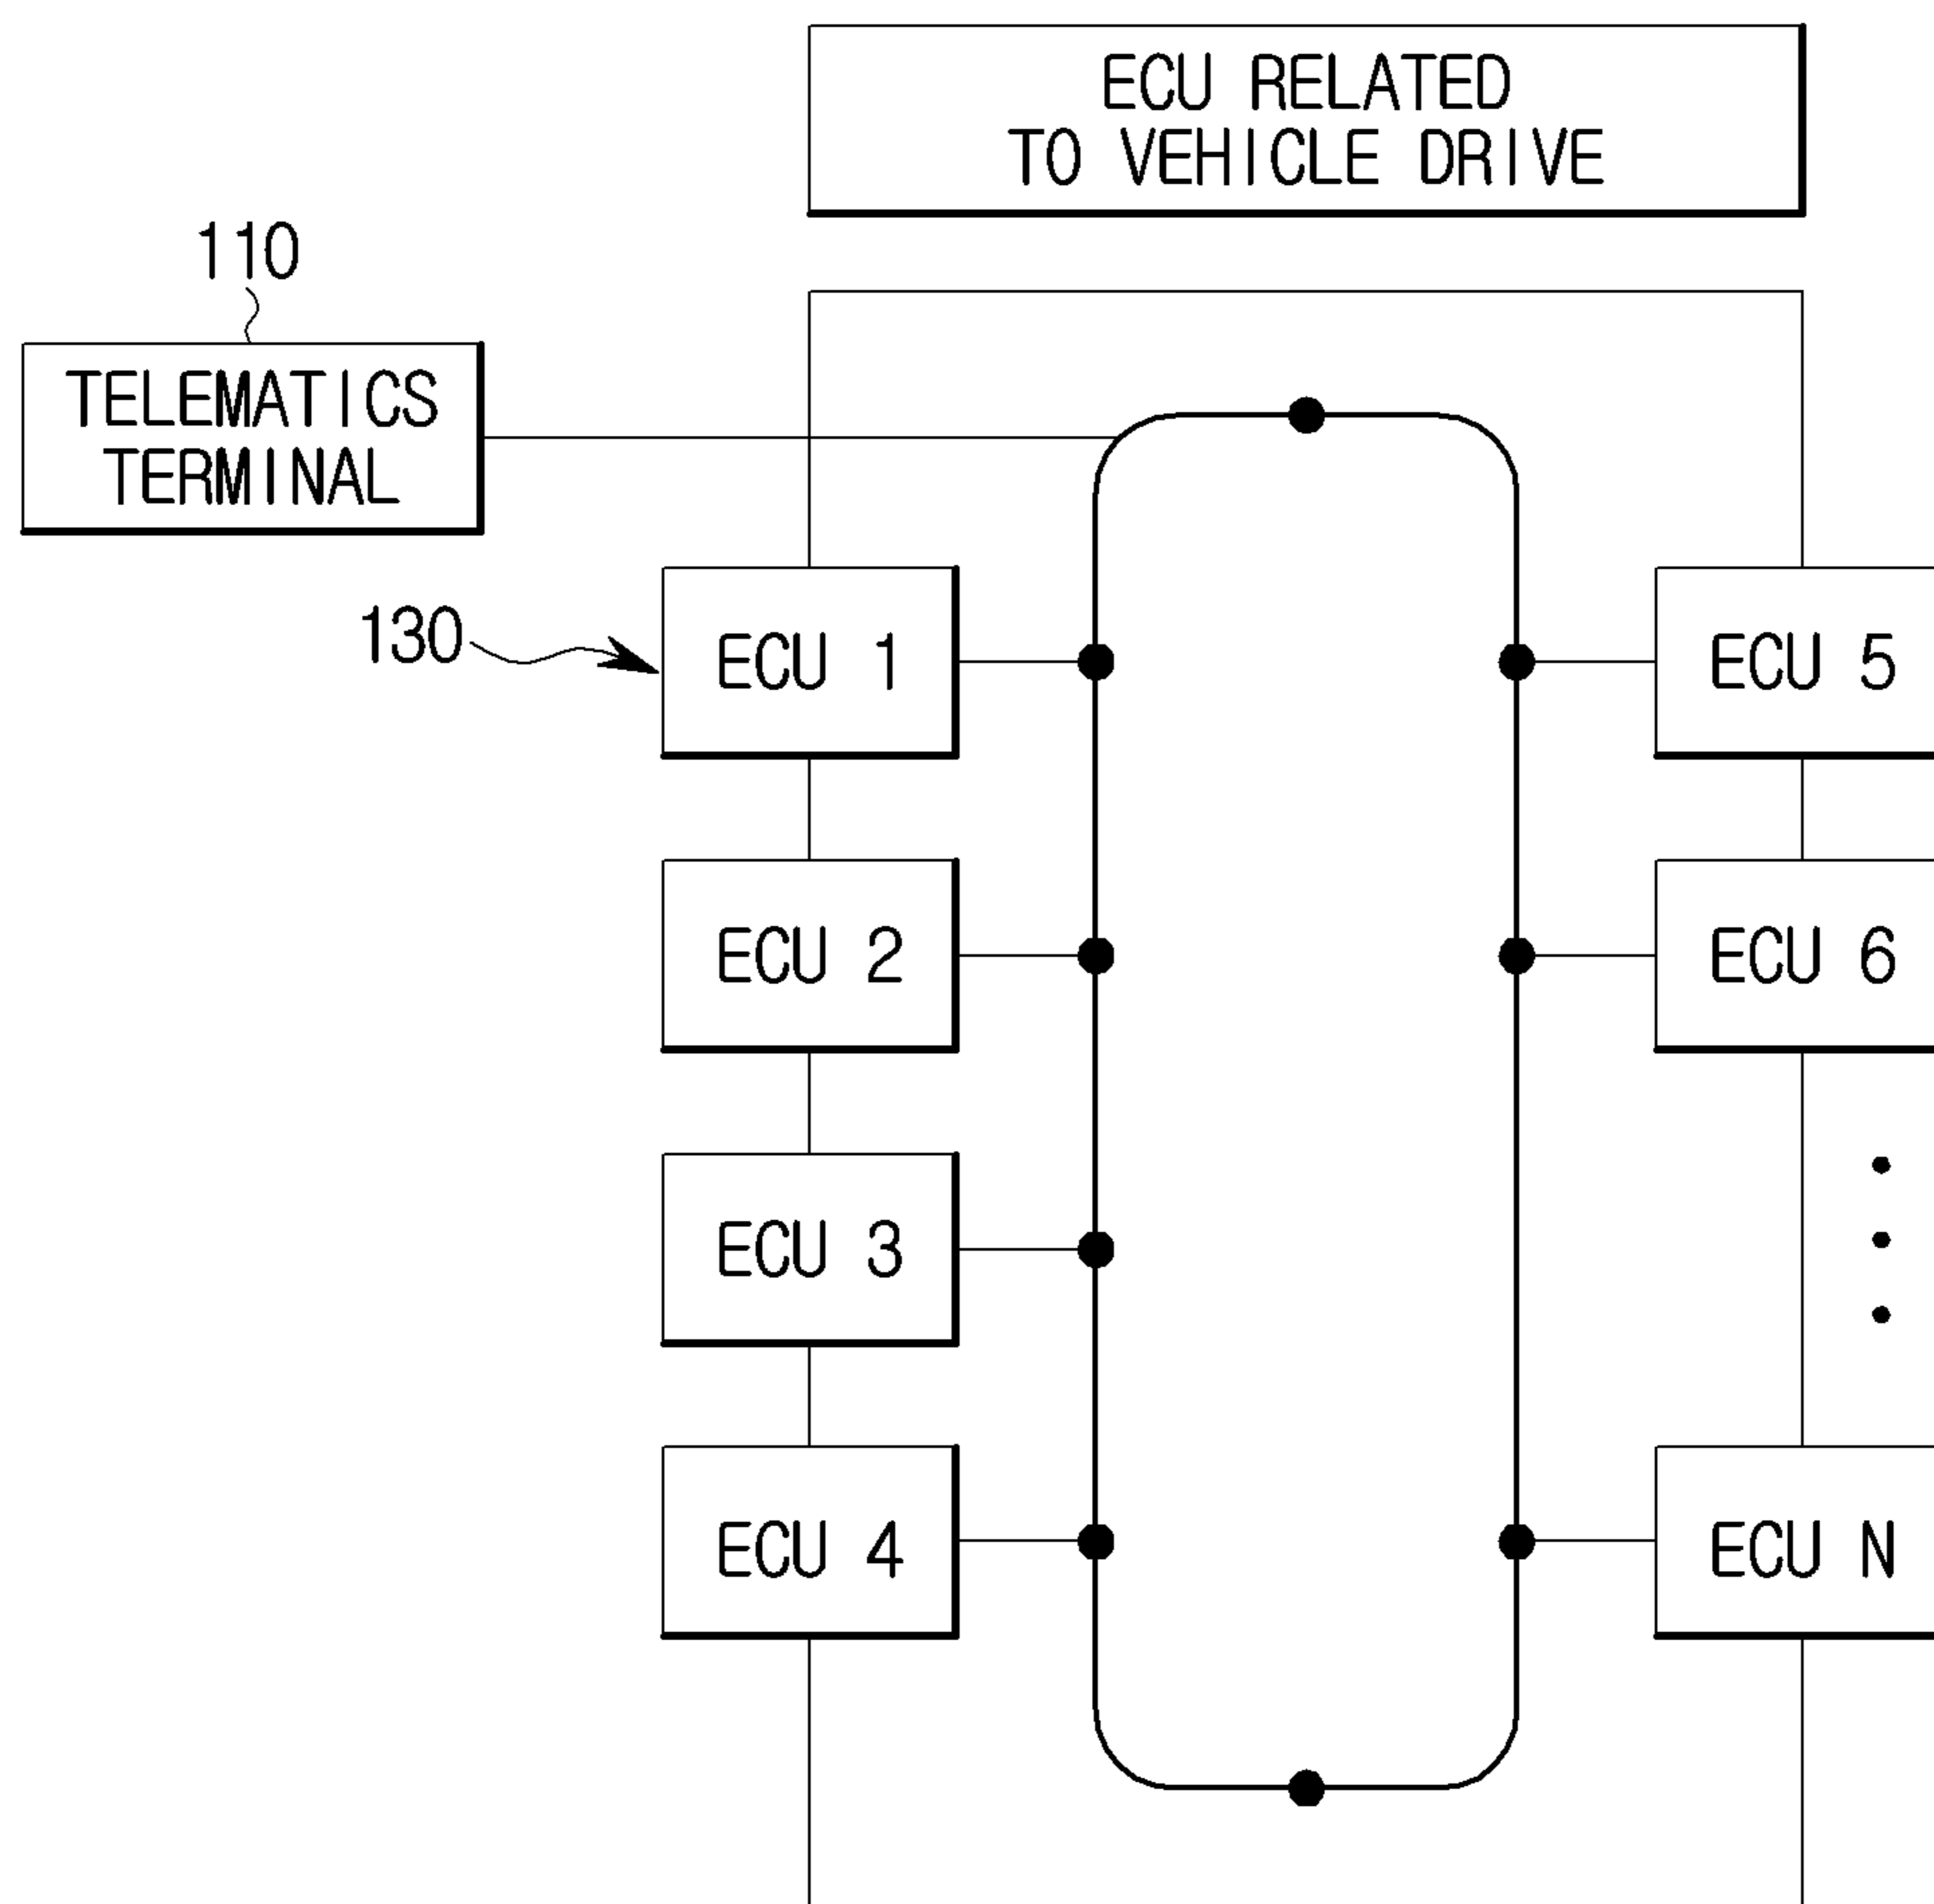 ECU RELATED
TO VEHICLE DRIVE
110
TELEMATICS
TERMINAL
130
ECU 1
ECU 5
ECU 2
ECU 6
ECU 3
ECU 4
ECU N